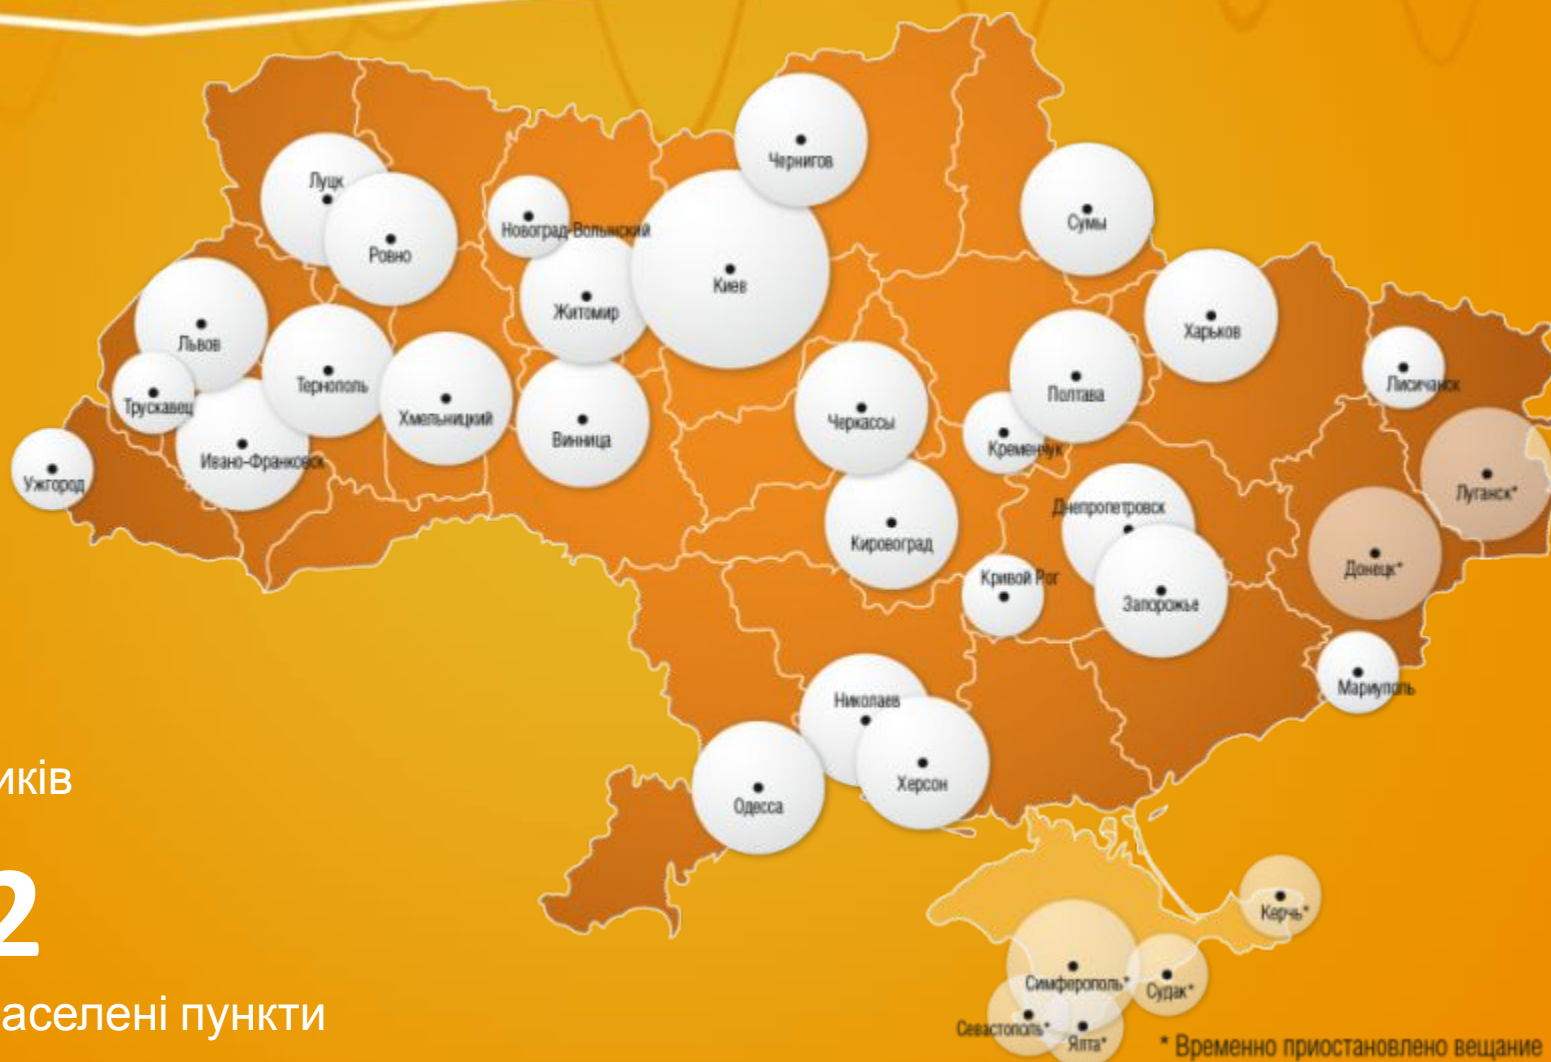 Чернигов
Луцк
Сумы
Новоград-Волынский
Ровно
Киев
Житомир
Харьков
Львов
Тернополь
Лисичанск
Полтава
Трускавец
Хмельницкий
Черкассы
Винница
Кременчук
Ивано-Франковск
Ужгород
Луганск*
Днепропетровск
Кировоград
Донецк*
Кривой Рог
Запорожье
Мариуполь
Николаев
Херсон
Одесса
иків
2
аселені пункти
Керчь*
Симферополь*
Судак*
Севастополь*
Ялта*
* Временно приостановлено вещание